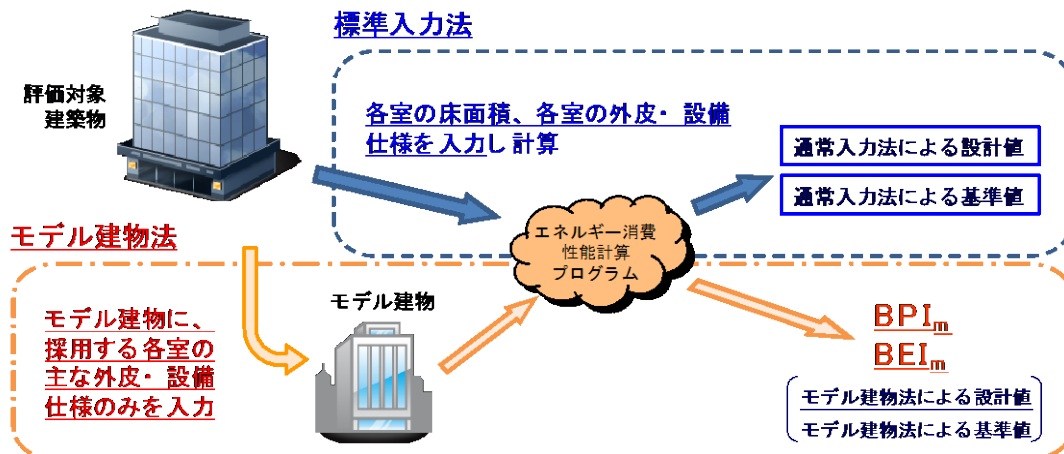 標準入力法
評価対象
建築物
各室の床面積、各室の外皮・設備
仕様を入力し計算
通常入力法による設計値
通常入力法による基準値
エネルギー消費
性能計算
プログラム
モデル建物法
モデル建物に、
採用する各室の
主な外皮・設備
仕様のみを入力
モデル建物
BPIm
BEIm
モデル建物法による設計値
モデル建物法による基準値